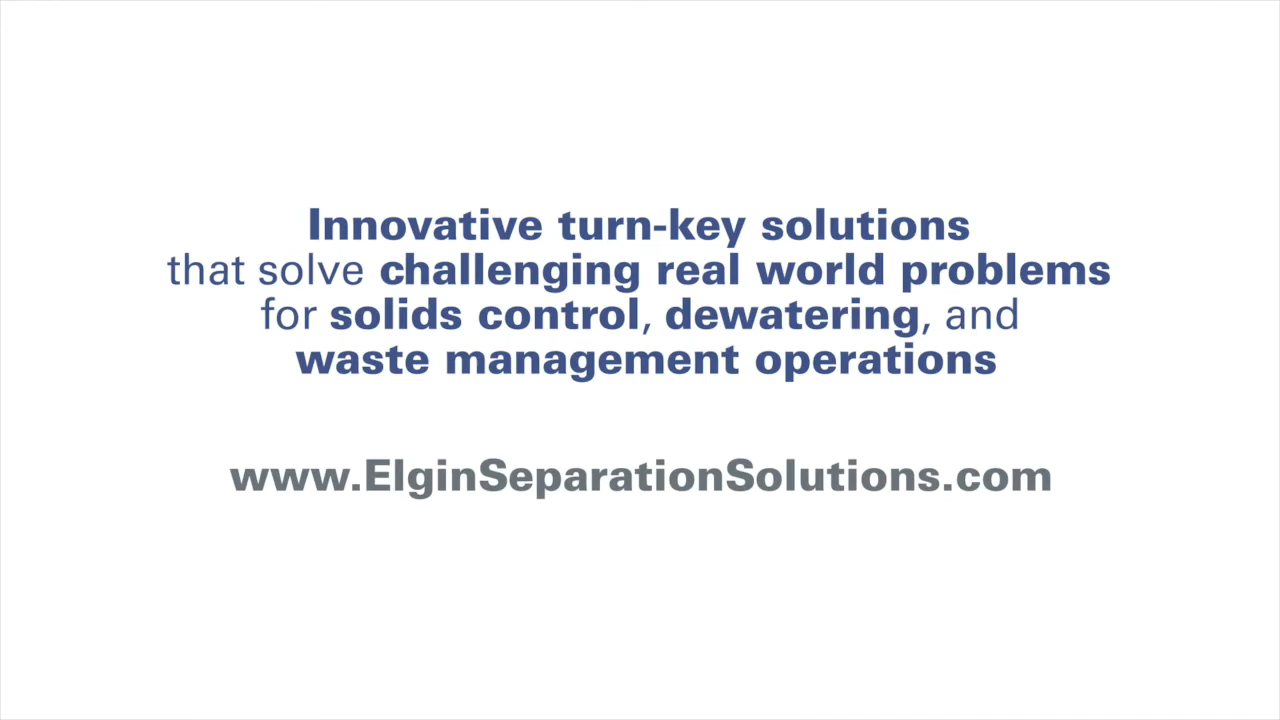 Innovative turn-key solutions
that solve challenging real world problems
for solids control, dewatering, and
waste management operations
www.ElginSeparationSolutions.com